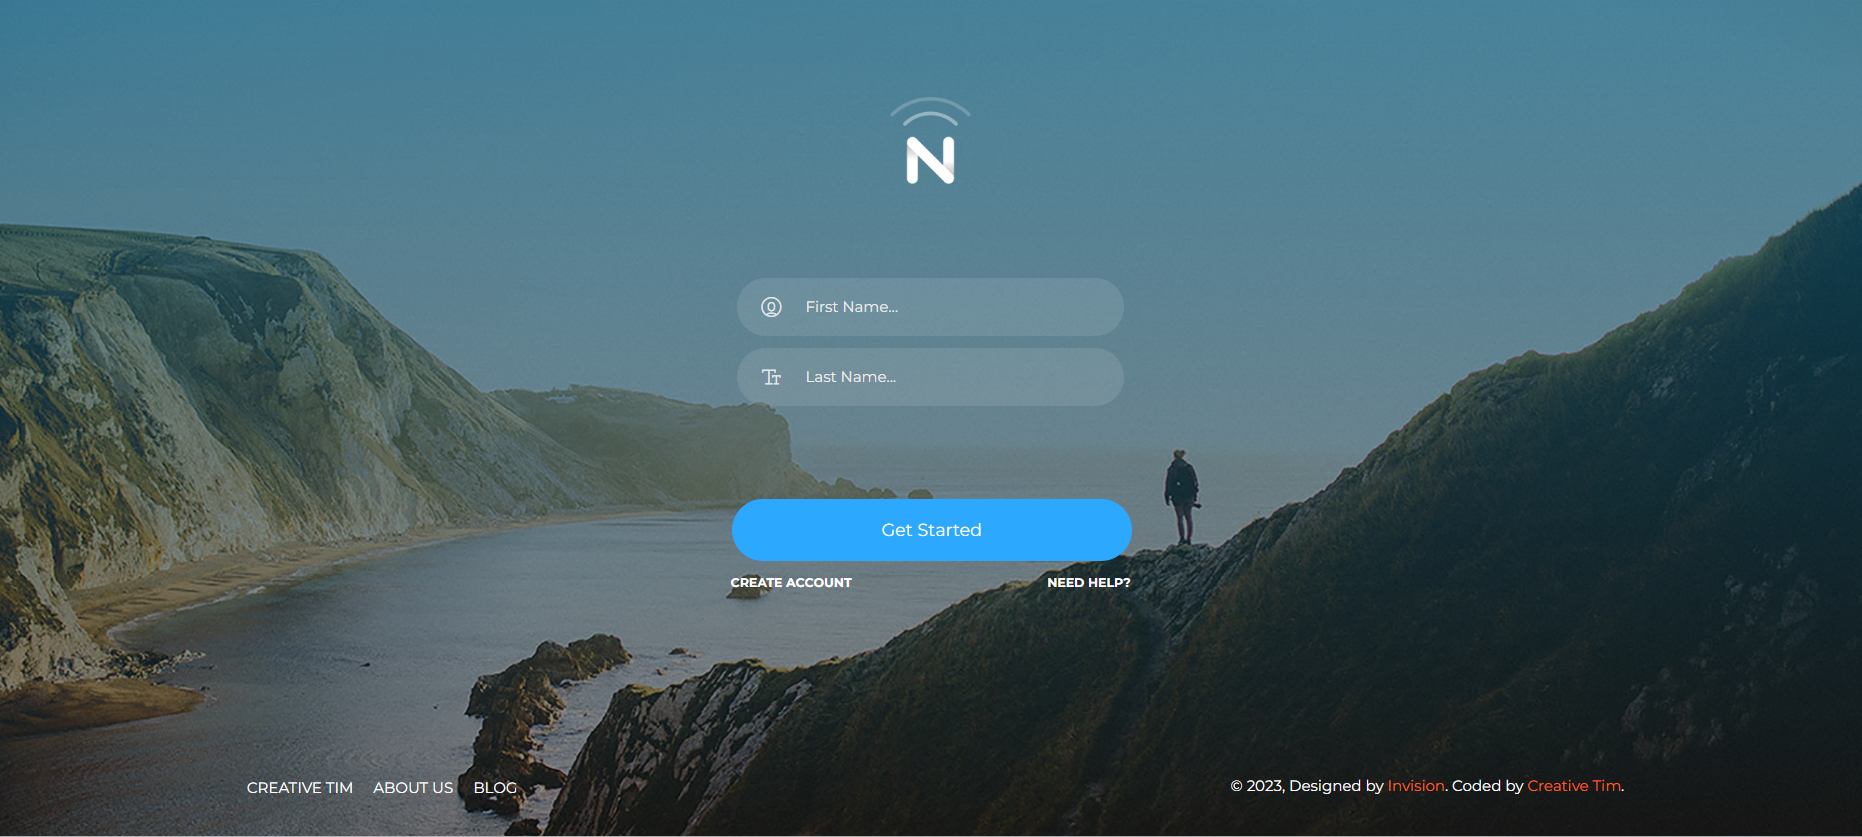 N
First Name...
Last Name...
Get Started
CREATE ACCOUNT NEED HELP?
CREATIVE TIM ABOUT US BLOG
© 2023, Designed by Invision. Coded by Creative Tim.